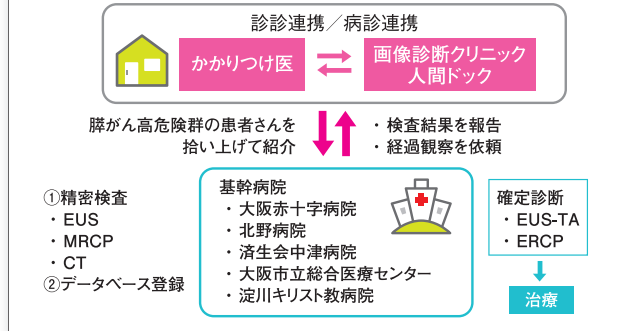 診診連携／病診連携
かかりつけ医
画像診断クリニック
人間ドック
膵がん高危険群の患者さんを
拾い上げて紹介
・検査結果を報告
・経過観察を依頼
①精密検査
・EUS
・MRCP
・CT
②データベース登録
基幹病院
・大阪赤十字病院
・北野病院
・済生会中津病院
・大阪市立総合医療センター
・淀川キリスト教病院
確定診断
・EUS-TA
・ERCP
治療